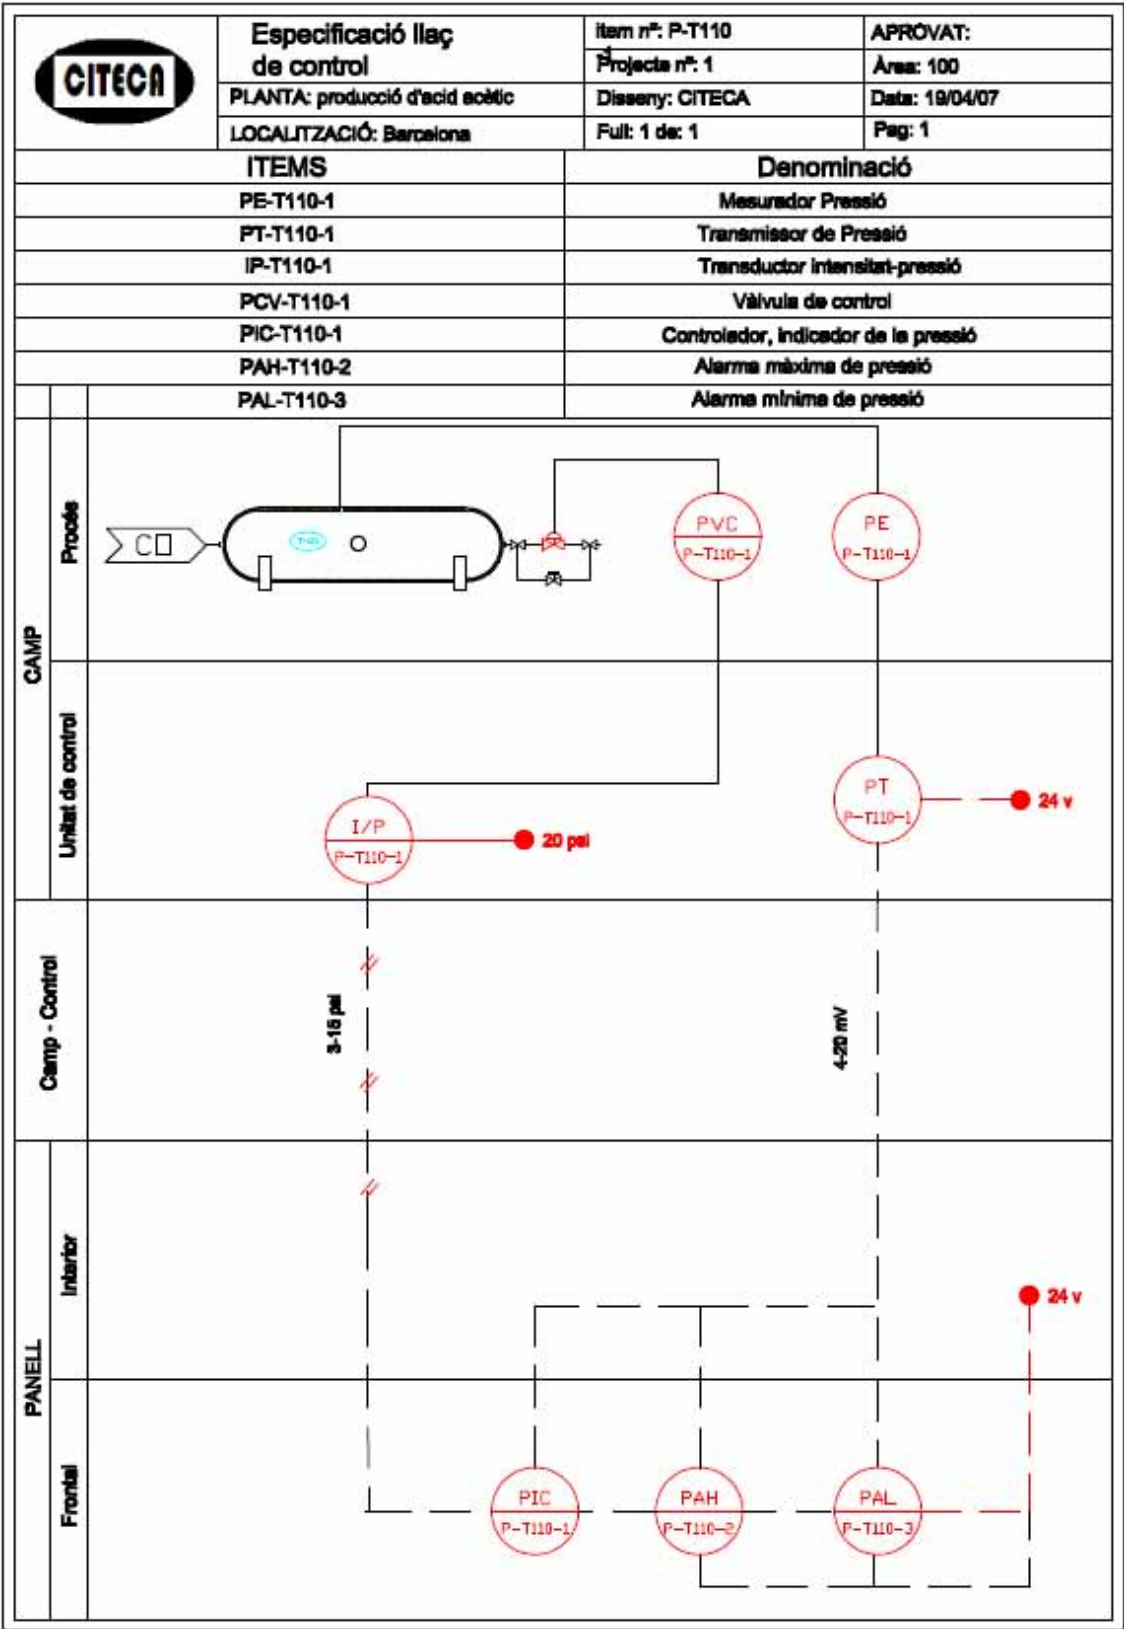 CITECA
Especificació llaç
de control
PLANTA: producció d'acid acètic
LOCALITZACIÓ: Barcelona
Item nº: P-T110
Projecte nº: 1
Disseny: CITECA
Full: 1 de: 1
APROVAT:
Àrea: 100
Data: 19/04/07
Pag: 1
ITEMS Denominació
PE-T110-1 Mesurador Pressió
PT-T110-1 Transmissor de Pressió
IP-T110-1 Transductor intensitat-pressió
PCV-T110-1 Vàlvula de control
PIC-T110-1 Controlador, indicador de la pressió
PAH-T110-2 Alarma màxima de pressió
PAL-T110-3 Alarma mínima de pressió
CAMP
Procés
CO
PVC
P-T110-1
PE
P-T110-1
Unitat de control
PT
P-T110-1
24 v
I/P
P-T110-1
20 psi
Camp - Control
3-15 psi
4-20 mV
PANELL
Interior
24 v
Frontal
PIC
P-T110-1
PAH
P-T110-2
PAL
P-T110-3